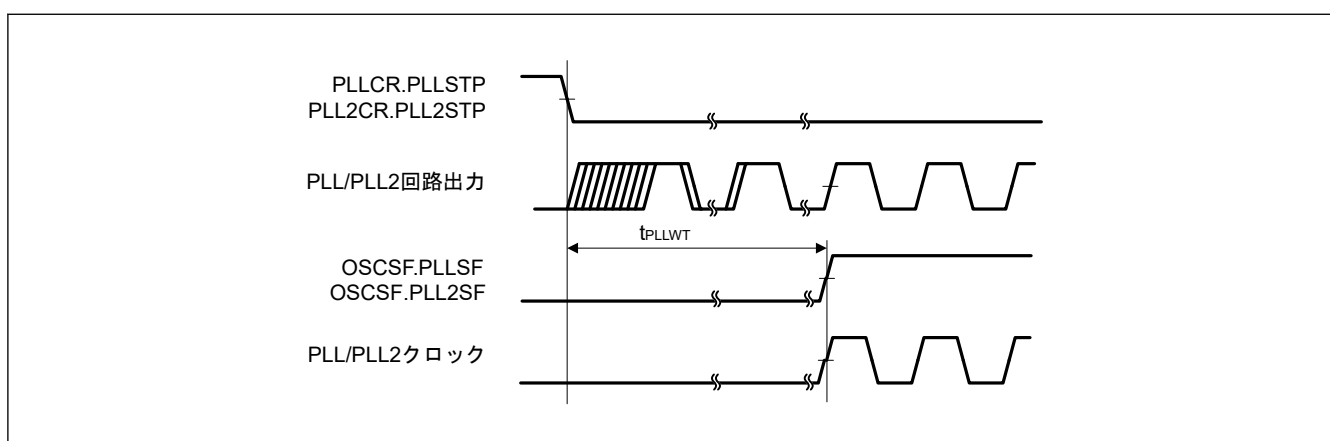 PLLCR.PLLSTP
PLL2CR.PLL2STP
PLL/PLL2回路出力
tPLLWT
OSCSF.PLLSF
OSCSF.PLL2SF
PLL/PLL2クロック